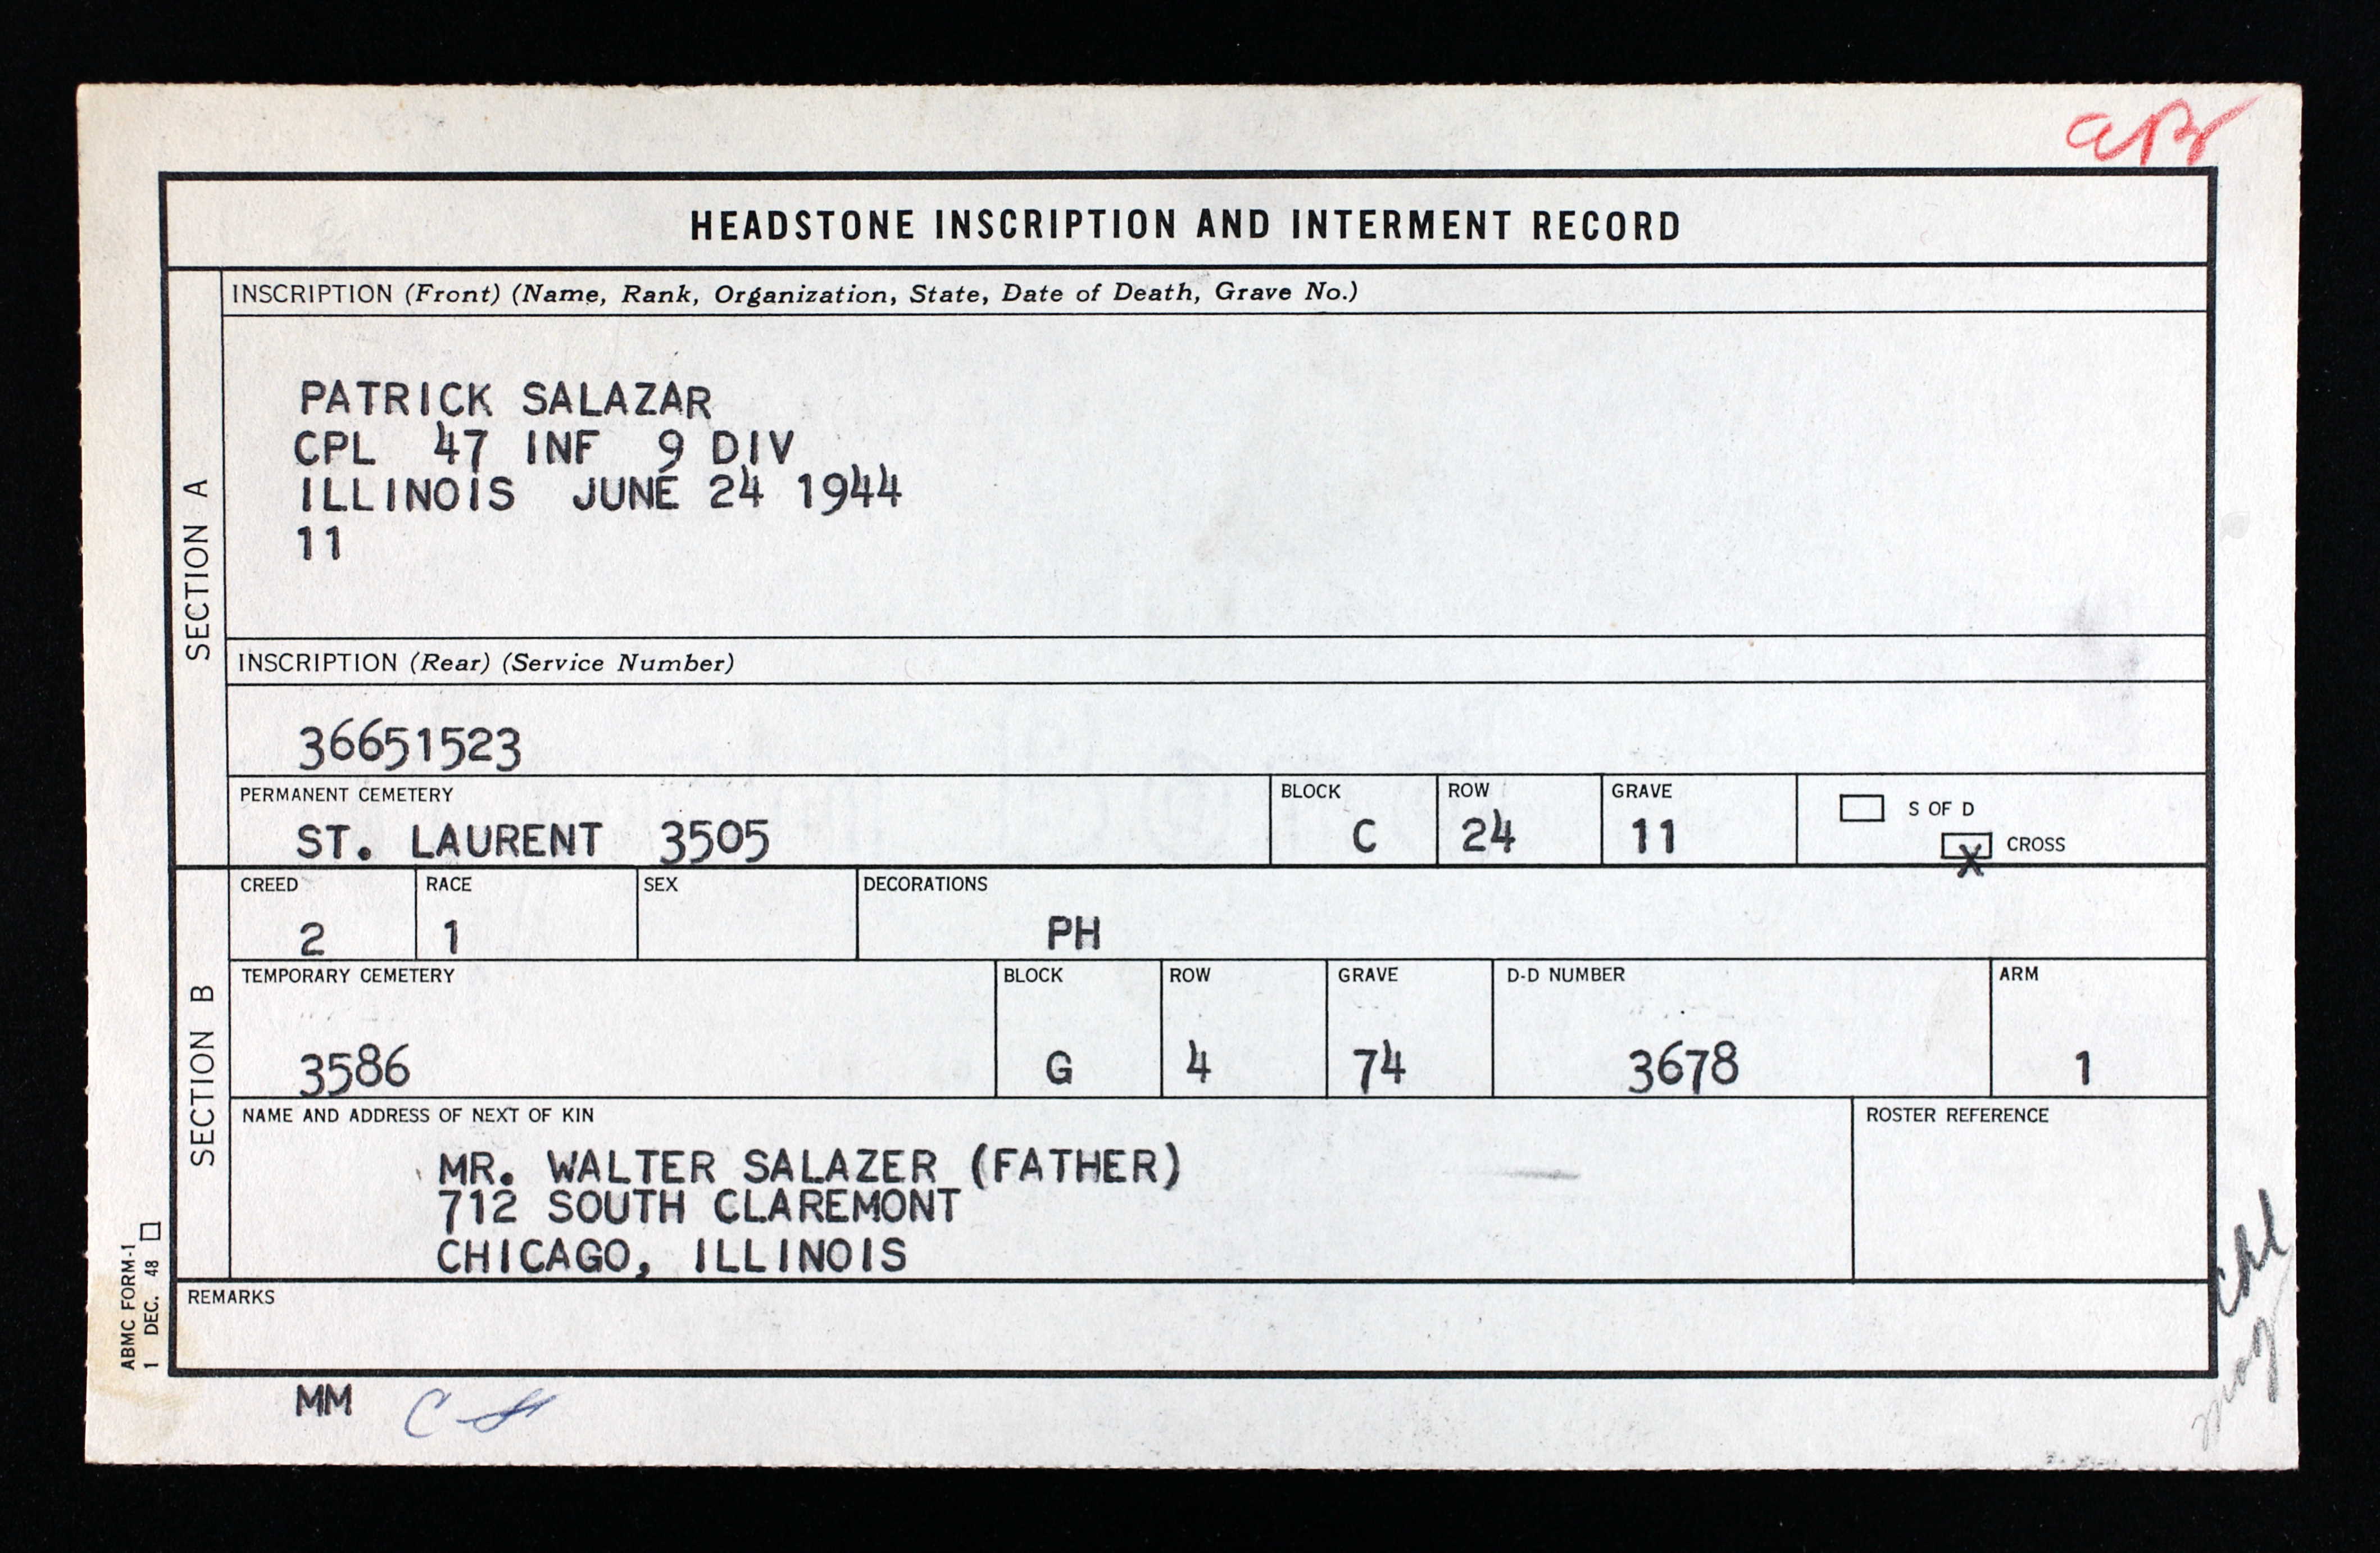 HEADSTONE INSCRIPTION AND INTERMENT RECORD
SECTION A
INSCRIPTION (Front) (Name, Rank, Organization, State, Date of Death, Grave No.)
PATRICK SALAZAR
CPL 47 INF 9 DIV
ILLINOIS JUNE 24 1944
11
INSCRIPTION (Rear) (Service Number)
36651523
PERMANENT CEMETERY BLOCK ROW GRAVE
ST. LAURENT 3505 C 24 11
S OF D
X CROSS
SECTION B
CREED RACE SEX DECORATIONS
2 1 PH
TEMPORARY CEMETERY BLOCK ROW GRAVE D-D NUMBER ARM
3586 G 4 74 3678 1
NAME AND ADDRESS OF NEXT OF KIN ROSTER REFERENCE
MR. WALTER SALAZER (FATHER)
712 SOUTH CLAREMONT
CHICAGO, ILLINOIS
REMARKS
ABMC FORM-1
1 DEC. 48
MM